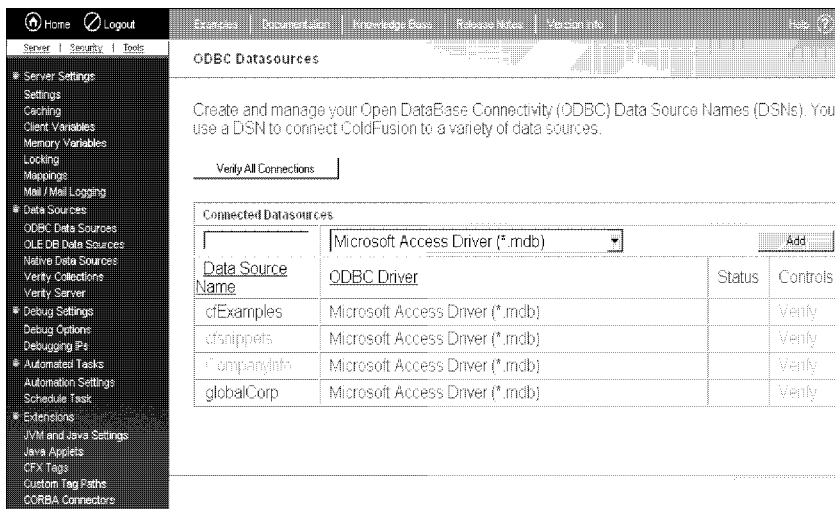 Home Logout Examples Documentation Knowledge Base Release Notes Version Info Help
Server | Security | Tools
ODBC Datasources
Server Settings
Settings
Caching
Client Variables
Memory Variables
Locking
Mappings
Mail / Mail Logging
Data Sources
ODBC Data Sources
OLE DB Data Sources
Native Data Sources
Verity Collections
Verity Server
Debug Settings
Debug Options
Debugging IPs
Automated Tasks
Automation Settings
Schedule Task
Extensions
JVM and Java Settings
Java Applets
CFX Tags
Custom Tag Paths
CORBA Connectors
Create and manage your Open DataBase Connectivity (ODBC) Data Source Names (DSNs). You
use a DSN to connect ColdFusion to a variety of data sources.
Verify All Connections
Connected Datasources
Microsoft Access Driver (*.mdb) Add
Data Source Name ODBC Driver Status Controls
cfExamples Microsoft Access Driver (*.mdb) Verify
cfsnippets Microsoft Access Driver (*.mdb) Verify
CompanyInfo Microsoft Access Driver (*.mdb) Verify
globalCorp Microsoft Access Driver (*.mdb) Verify